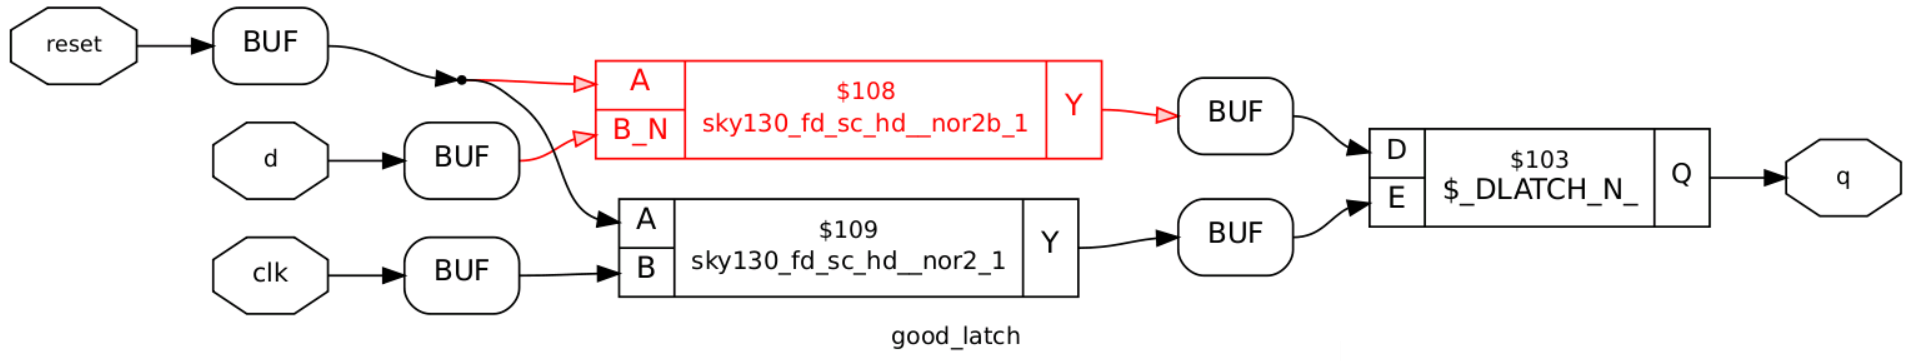 reset
BUF
d
BUF
clk
BUF
A
B_N
$108
sky130_fd_sc_hd__nor2b_1
Y
A
B
$109
sky130_fd_sc_hd__nor2_1
Y
BUF
BUF
D
E
$103
$_DLATCH_N_
Q
q
good_latch